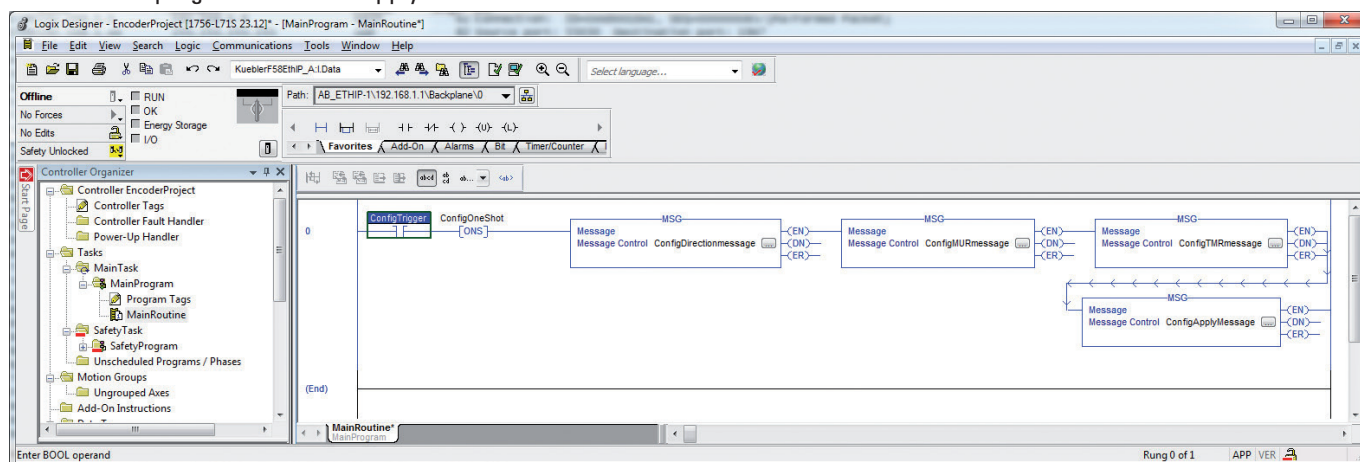 Logix Designer - EncoderProject [1756-L71S 23.12]* - [MainProgram - MainRoutine*]
File Edit View Search Logic Communications Tools Window Help
KueblerF58EthIP_A:I.Data
Select language...
Offline
RUN
Path: AB_ETHIP-1\192.168.1.1\Backplane\0
No Forces
OK
No Edits
Energy Storage
I/O
Safety Unlocked
Favorites Add-On Alarms Bit Timer/Counter
Start Page
Controller Organizer
Controller EncoderProject
Controller Tags
Controller Fault Handler
Power-Up Handler
Tasks
MainTask
MainProgram
Program Tags
MainRoutine
SafetyTask
SafetyProgram
Unscheduled Programs / Phases
Motion Groups
Ungrouped Axes
Add-On Instructions
0
ConfigTrigger
ConfigOneShot
ONS
MSG
Message
Message Control ConfigDirectionmessage ...
EN
DN
ER
MSG
Message
Message Control ConfigMURmessage ...
EN
DN
ER
MSG
Message
Message Control ConfigTMRmessage ...
EN
DN
ER
MSG
Message
Message Control ConfigApplyMessage ...
EN
DN
ER
(End)
MainRoutine*
MainProgram
Enter BOOL operand
Rung 0 of 1 APP VER